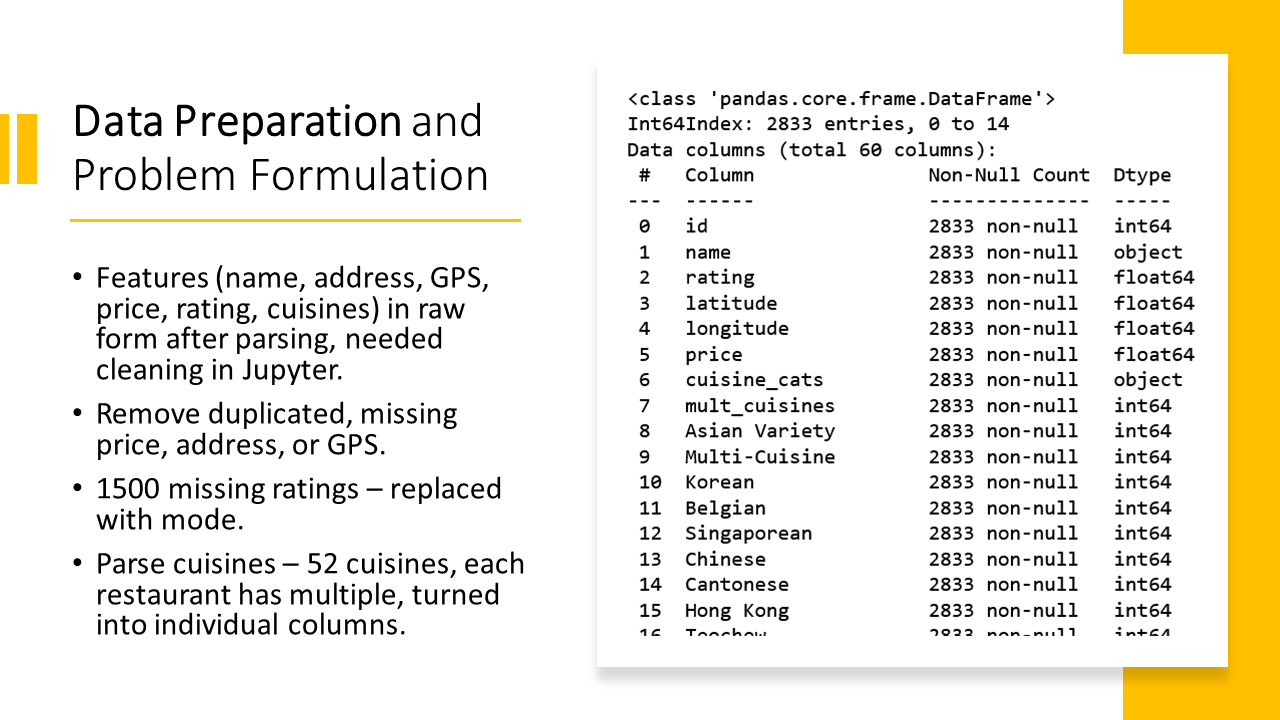 Data Preparation and
Problem Formulation
• Features (name, address, GPS,
price, rating, cuisines) in raw
form after parsing, needed
cleaning in Jupyter.
• Remove duplicated, missing
price, address, or GPS.
• 1500 missing ratings – replaced
with mode.
• Parse cuisines – 52 cuisines, each
restaurant has multiple, turned
into individual columns.
<class 'pandas.core.frame.DataFrame'>
Int64Index: 2833 entries, 0 to 14
Data columns (total 60 columns):
# Column Non-Null Count Dtype
--- ------ -------------- -----
0 id 2833 non-null int64
1 name 2833 non-null object
2 rating 2833 non-null float64
3 latitude 2833 non-null float64
4 longitude 2833 non-null float64
5 price 2833 non-null float64
6 cuisine_cats 2833 non-null object
7 mult_cuisines 2833 non-null int64
8 Asian Variety 2833 non-null int64
9 Multi-Cuisine 2833 non-null int64
10 Korean 2833 non-null int64
11 Belgian 2833 non-null int64
12 Singaporean 2833 non-null int64
13 Chinese 2833 non-null int64
14 Cantonese 2833 non-null int64
15 Hong Kong 2833 non-null int64
16 Teochew 2833 non-null int64